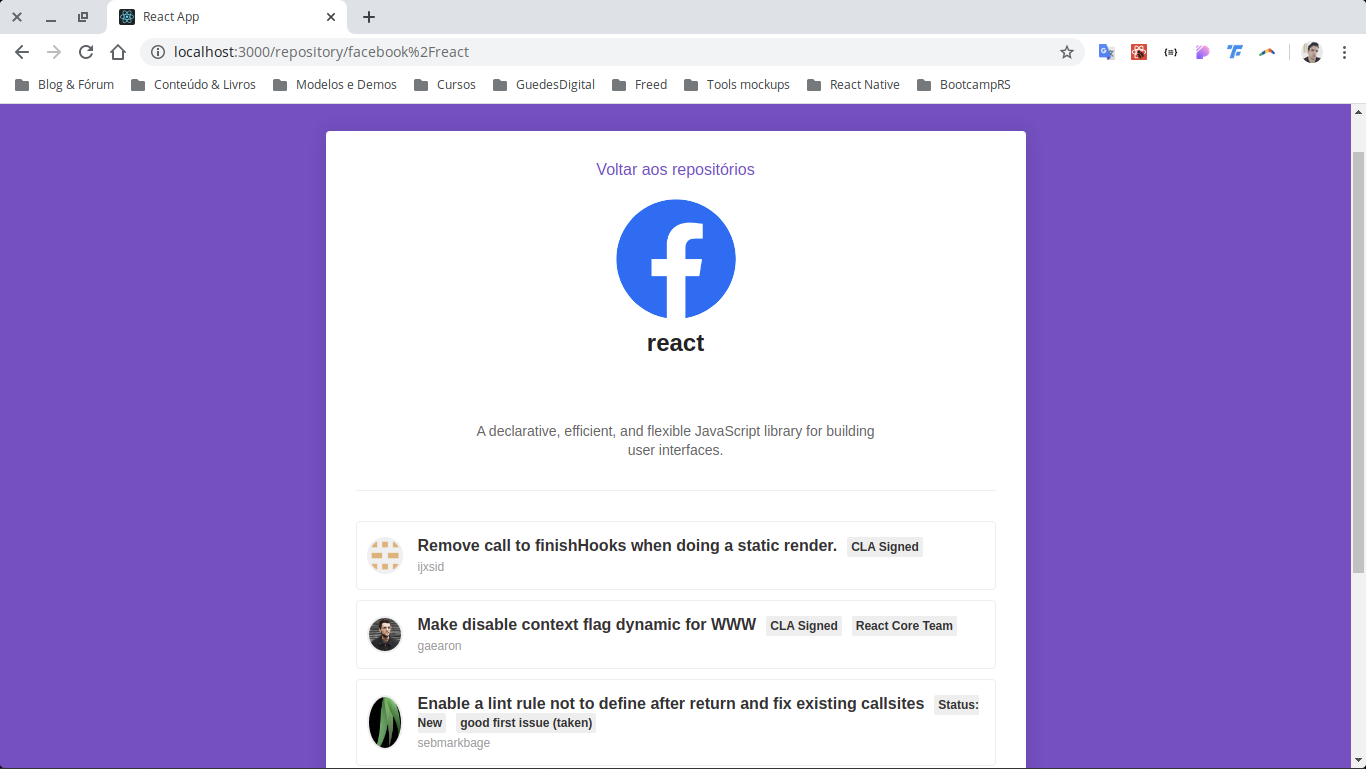 React App
localhost:3000/repository/facebook%2Freact
Blog & Fórum
Conteúdo & Livros
Modelos e Demos
Cursos
GuedesDigital
Freed
Tools mockups
React Native
BootcampRS
Voltar aos repositórios
react
A declarative, efficient, and flexible JavaScript library for building
user interfaces.
Remove call to finishHooks when doing a static render. CLA Signed
ijxsid
Make disable context flag dynamic for WWW CLA Signed React Core Team
gaearon
Enable a lint rule not to define after return and fix existing callsites Status:
New good first issue (taken)
sebmarkbage